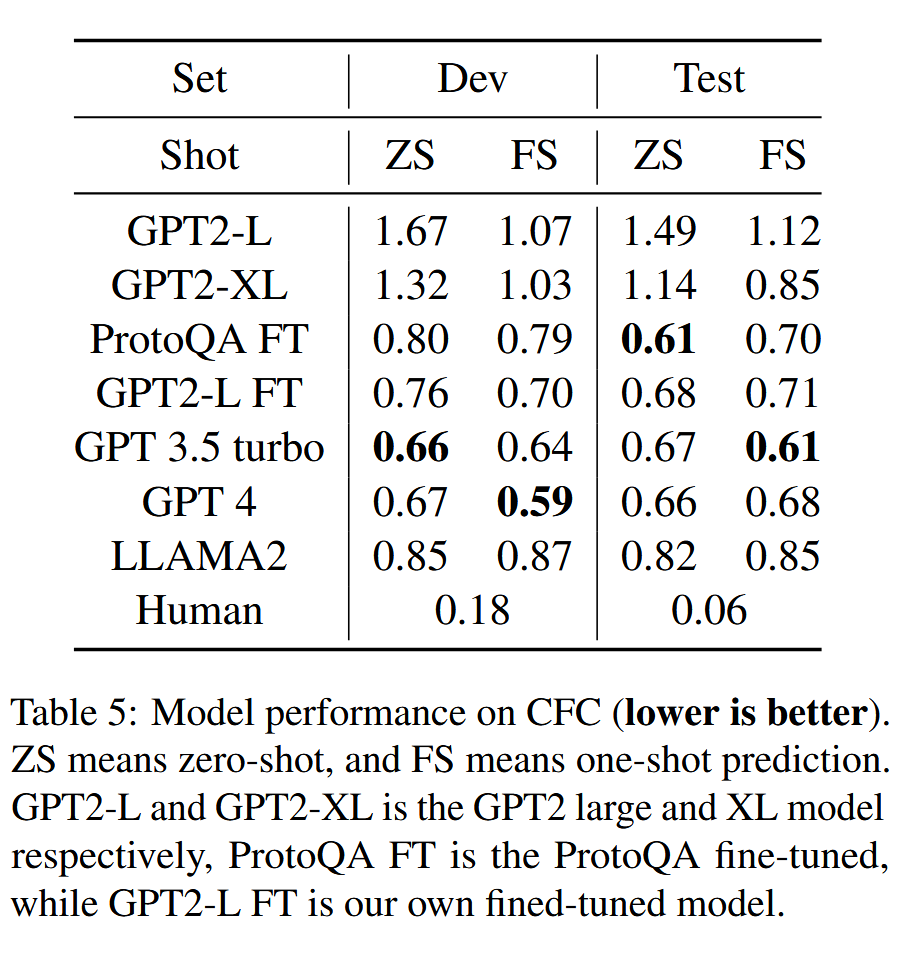 Set Dev Test
Shot ZS FS ZS FS
GPT2-L 1.67 1.07 1.49 1.12
GPT2-XL 1.32 1.03 1.14 0.85
ProtoQA FT 0.80 0.79 0.61 0.70
GPT2-L FT 0.76 0.70 0.68 0.71
GPT 3.5 turbo 0.66 0.64 0.67 0.61
GPT 4 0.67 0.59 0.66 0.68
LLAMA2 0.85 0.87 0.82 0.85
Human 0.18 0.06
Table 5: Model performance on CFC (lower is better).
ZS means zero-shot, and FS means one-shot prediction.
GPT2-L and GPT2-XL is the GPT2 large and XL model
respectively, ProtoQA FT is the ProtoQA fine-tuned,
while GPT2-L FT is our own fined-tuned model.